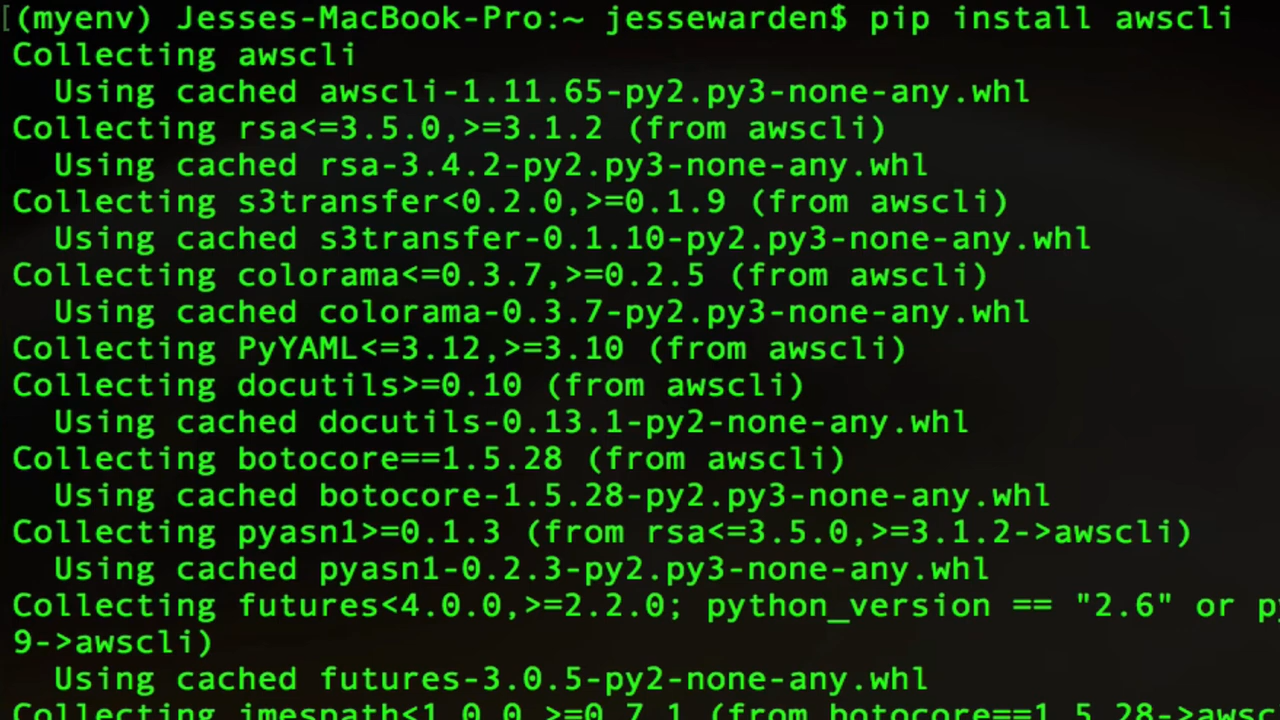 [(myenv) Jesses-MacBook-Pro:~ jessewarden$ pip install awscli
Collecting awscli
Using cached awscli-1.11.65-py2.py3-none-any.whl
Collecting rsa<=3.5.0,>=3.1.2 (from awscli)
Using cached rsa-3.4.2-py2.py3-none-any.whl
Collecting s3transfer<0.2.0,>=0.1.9 (from awscli)
Using cached s3transfer-0.1.10-py2.py3-none-any.whl
Collecting colorama<=0.3.7,>=0.2.5 (from awscli)
Using cached colorama-0.3.7-py2.py3-none-any.whl
Collecting PyYAML<=3.12,>=3.10 (from awscli)
Collecting docutils>=0.10 (from awscli)
Using cached docutils-0.13.1-py2-none-any.whl
Collecting botocore==1.5.28 (from awscli)
Using cached botocore-1.5.28-py2.py3-none-any.whl
Collecting pyasn1>=0.1.3 (from rsa<=3.5.0,>=3.1.2->awscli)
Using cached pyasn1-0.2.3-py2.py3-none-any.whl
Collecting futures<4.0.0,>=2.2.0; python_version == "2.6" or py
9->awscli)
Using cached futures-3.0.5-py2-none-any.whl
Collecting jmespath<1.0.0,>=0.7.1 (from botocore==1.5.28->awsc